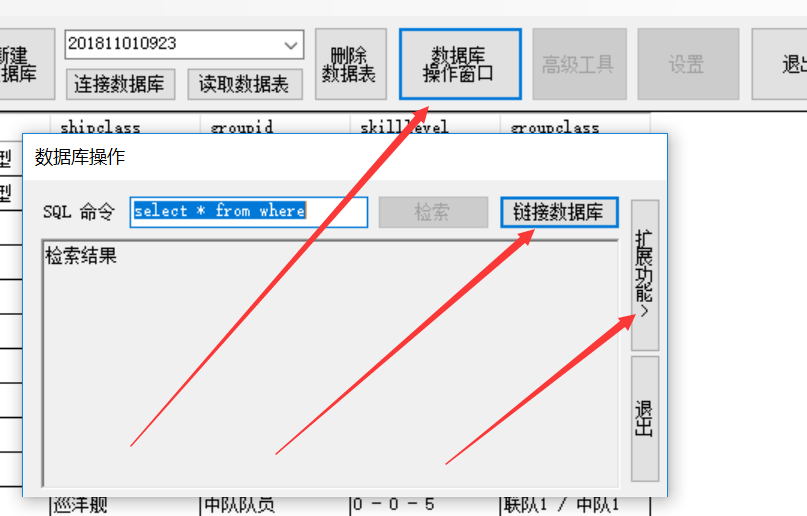 新建
数据库
201811010923
连接数据库
读取数据表
删除
数据表
数据库
操作窗口
高级工具
设置
退出
shipclass
groupid
skilllevel
groupclass
型
型
数据库操作
SQL 命令
select * from where
检索
链接数据库
扩展功能>
检索结果
退出
巡洋舰
中队队员
0 - 0 - 5
联队1 / 中队1